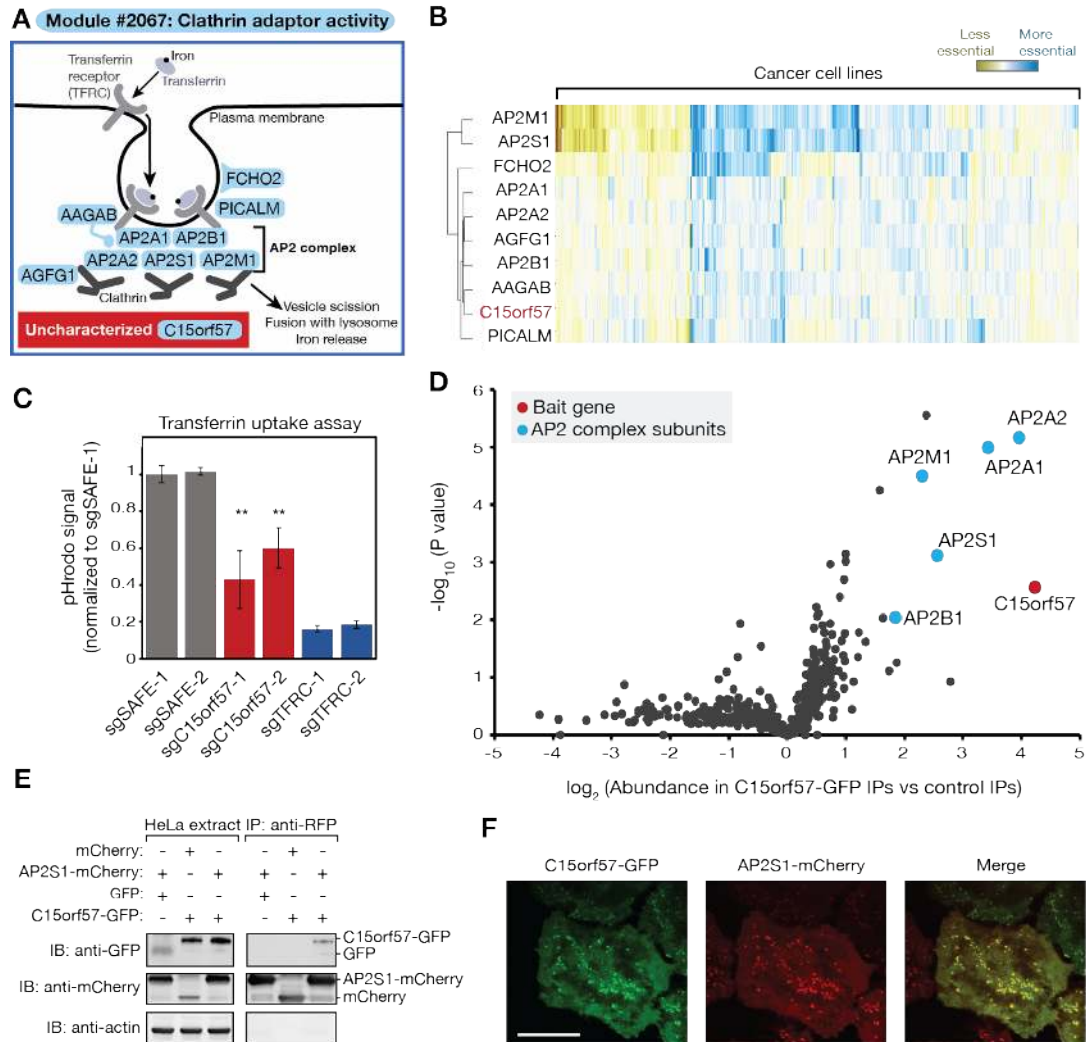 A
Module #2067: Clathrin adaptor activity
Transferrin
receptor
(TFRC)
Iron
Transferrin
Plasma membrane
FCHO2
PICALM
AAGAB
AP2A1 AP2B1
AP2A2 AP2S1 AP2M1
AP2 complex
AGFG1
Clathrin
Vesicle scission
Fusion with lysosome
Iron release
Uncharacterized C15orf57
B
Less
essential
More
essential
Cancer cell lines
AP2M1
AP2S1
FCHO2
AP2A1
AP2A2
AGFG1
AP2B1
AAGAB
C15orf57
PICALM
C
Transferrin uptake assay
pHrodo signal
(normalized to sgSAFE-1)
1
0.8
0.6
0.4
0.2
0
** **
sgSAFE-1
sgSAFE-2
sgC15orf57-1
sgC15orf57-2
sgTFRC-1
sgTFRC-2
D
Bait gene
AP2 complex subunits
-log10 (P value)
6
5
4
3
2
1
0
AP2A2
AP2A1
AP2M1
AP2S1
C15orf57
AP2B1
-5 -4 -3 -2 -1 0 1 2 3 4 5
log2 (Abundance in C15orf57-GFP IPs vs control IPs)
E
HeLa extract IP: anti-RFP
mCherry: - + - - + -
AP2S1-mCherry: + - + + - +
GFP: + - - + - -
C15orf57-GFP: - + + - + +
IB: anti-GFP
C15orf57-GFP
GFP
IB: anti-mCherry
AP2S1-mCherry
mCherry
IB: anti-actin
F
C15orf57-GFP AP2S1-mCherry Merge